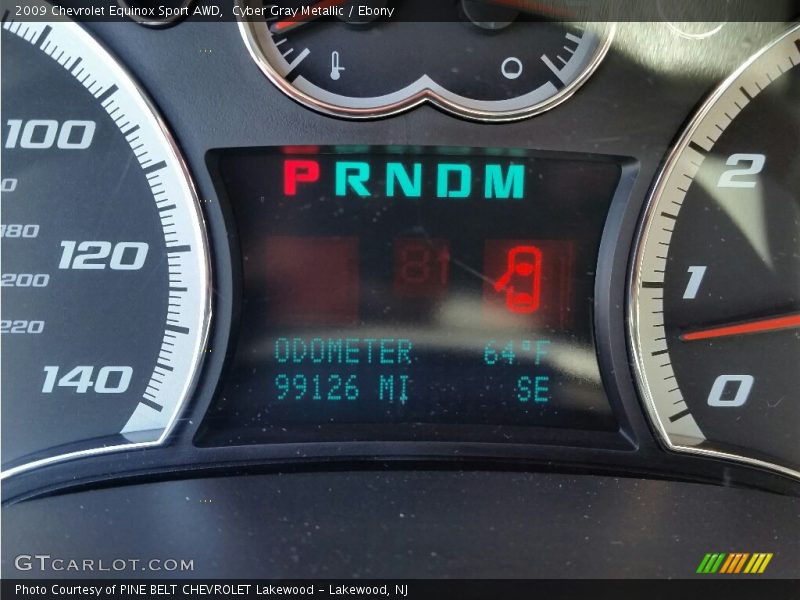 2009 Chevrolet Equinox Sport AWD, Cyber Gray Metallic / Ebony
100
180
120
200
220
140
PRNDM
ODOMETER 64°F
99126 MI SE
2
1
0
GTCARLOT.COM
Photo Courtesy of PINE BELT CHEVROLET Lakewood - Lakewood, NJ